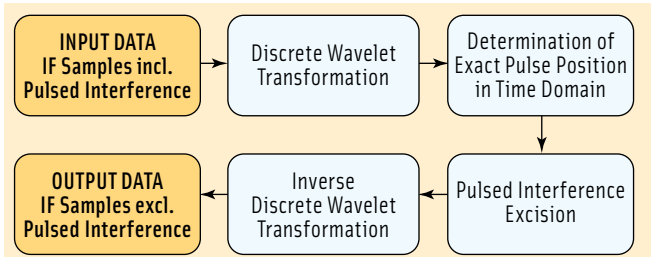 INPUT DATA
IF Samples incl.
Pulsed Interference
Discrete Wavelet
Transformation
Determination of
Exact Pulse Position
in Time Domain
OUTPUT DATA
IF Samples excl.
Pulsed Interference
Inverse
Discrete Wavelet
Transformation
Pulsed Interference
Excision